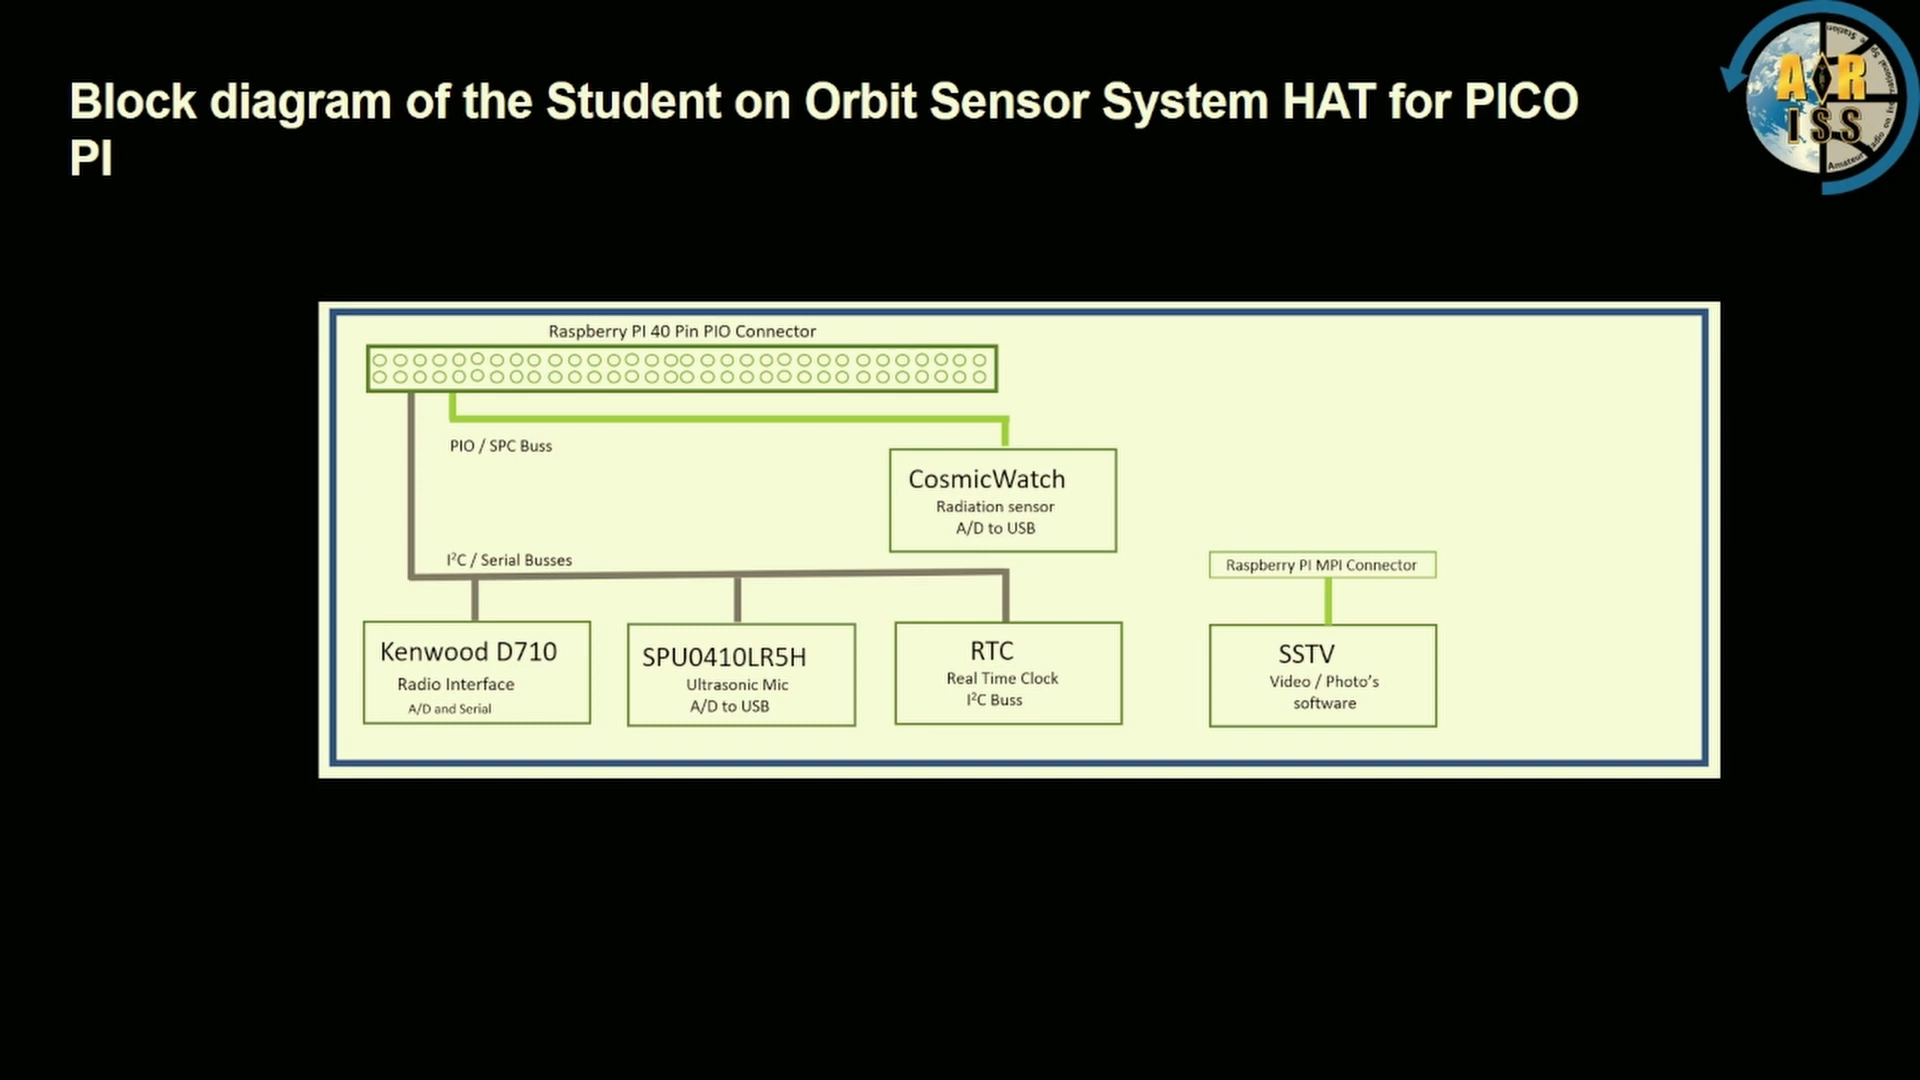 Block diagram of the Student on Orbit Sensor System HAT for PICO
PI
ARISS
Raspberry PI 40 Pin PIO Connector
PIO / SPC Buss
CosmicWatch
Radiation sensor
A/D to USB
I²C / Serial Busses
Raspberry PI MPI Connector
Kenwood D710
Radio Interface
A/D and Serial
SPU0410LR5H
Ultrasonic Mic
A/D to USB
RTC
Real Time Clock
I²C Buss
SSTV
Video / Photo's
software